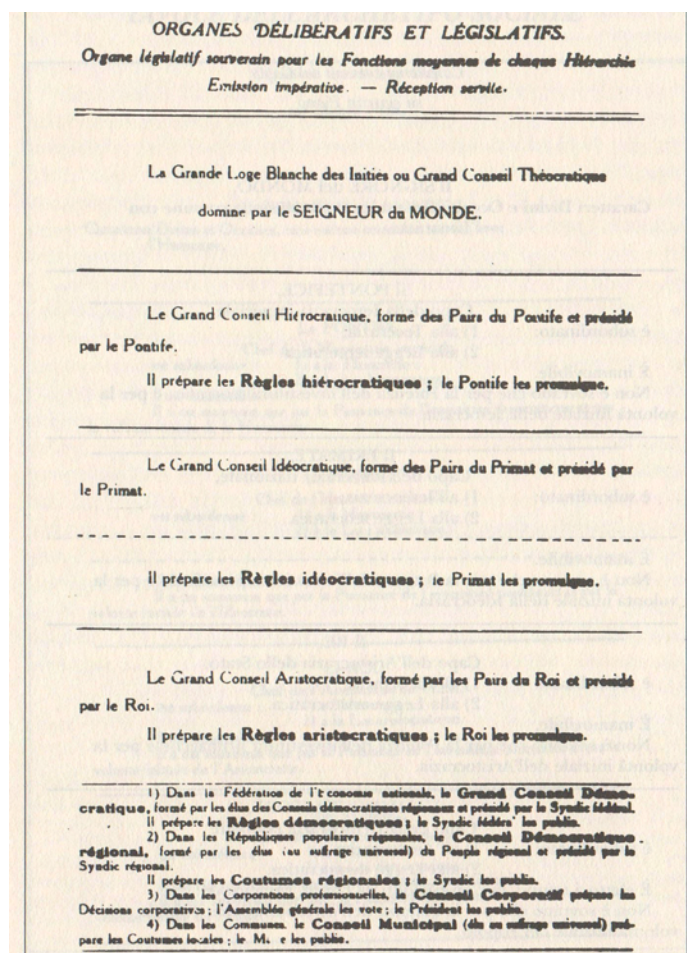 ORGANES DÉLIBÉRATIFS ET LÉGISLATIFS.
Organe législatif souverain pour les Fonctions moyennes de chaque Hiérarchie
Emission impérative. — Réception servile.
La Grande Loge Blanche des Initiés ou Grand Conseil Théocratique
domine par le SEIGNEUR du MONDE.
Le Grand Conseil Hiérocratique, forme des Pairs du Pontife et présidé
par le Pontife.
Il prépare les Règles hiérocratiques ; le Pontife les promulgue.
Le Grand Conseil Idéocratique, forme des Pairs du Primat et présidé par
le Primat.
Il prépare les Règles idéocratiques ; le Primat les promulgue.
Le Grand Conseil Aristocratique, formé par les Pairs du Roi et présidé
par le Roi.
Il prépare les Règles aristocratiques ; le Roi les promulgue.
1) Dans la Fédération de l'Economie nationale, le Grand Conseil Démo-
cratique, formé par les élus des Conseils démocratiques régionaux et présidé par le Syndic fédéral.
Il prépare les Règles démocratiques ; le Syndic fédéral les publie.
2) Dans les Républiques populaires régionales, le Conseil Démocratique
régional, formé par les élus (au suffrage universel) du Peuple régional et présidé par le
Syndic régional.
Il prépare les Coutumes régionales ; le Syndic les publie.
3) Dans les Corporations professionnelles, le Conseil Corporatif prépare les
Décisions corporatives ; l'Assemblée générale les vote ; le Président les publie.
4) Dans les Communes, le Conseil Municipal (élu au suffrage universel) pré-
pare les Coutumes locales ; le les publie.